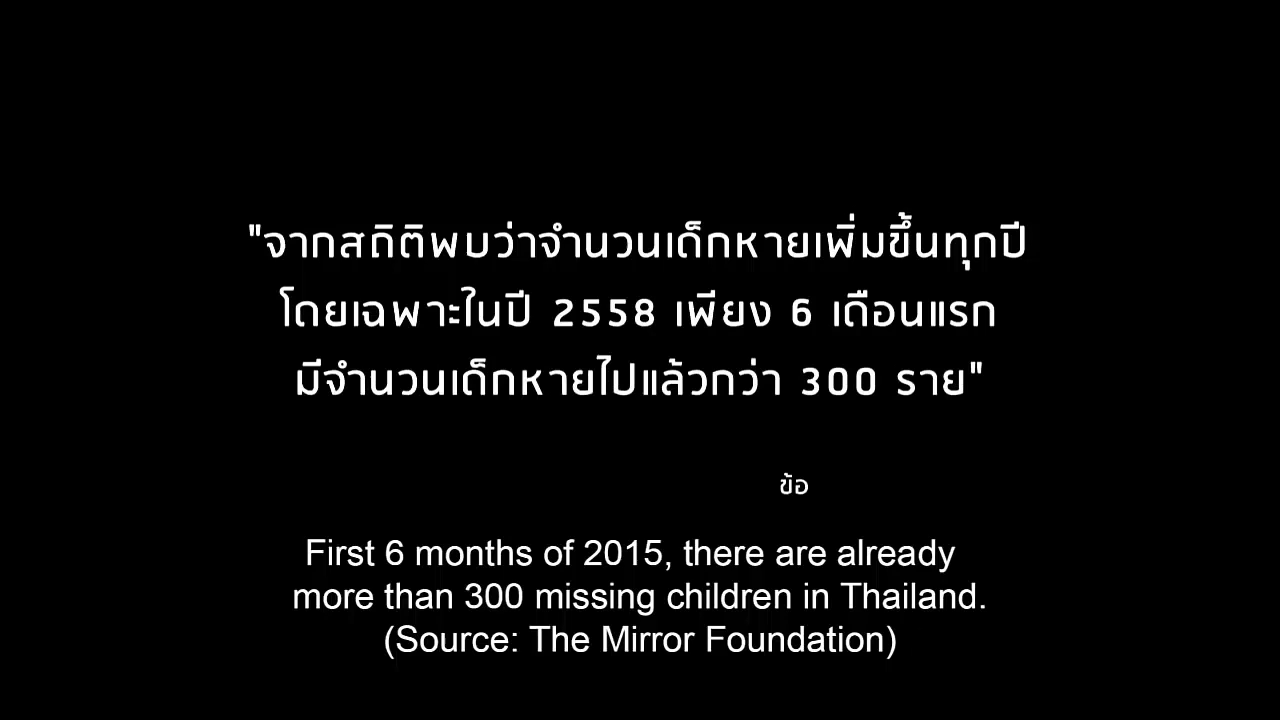 "จากสถิติพบว่าจำนวนเด็กหายเพิ่มขึ้นทุกปี
โดยเฉพาะในปี 2558 เพียง 6 เดือนแรก
มีจำนวนเด็กหายไปแล้วกว่า 300 ราย"
ข้อ
First 6 months of 2015, there are already
more than 300 missing children in Thailand.
(Source: The Mirror Foundation)